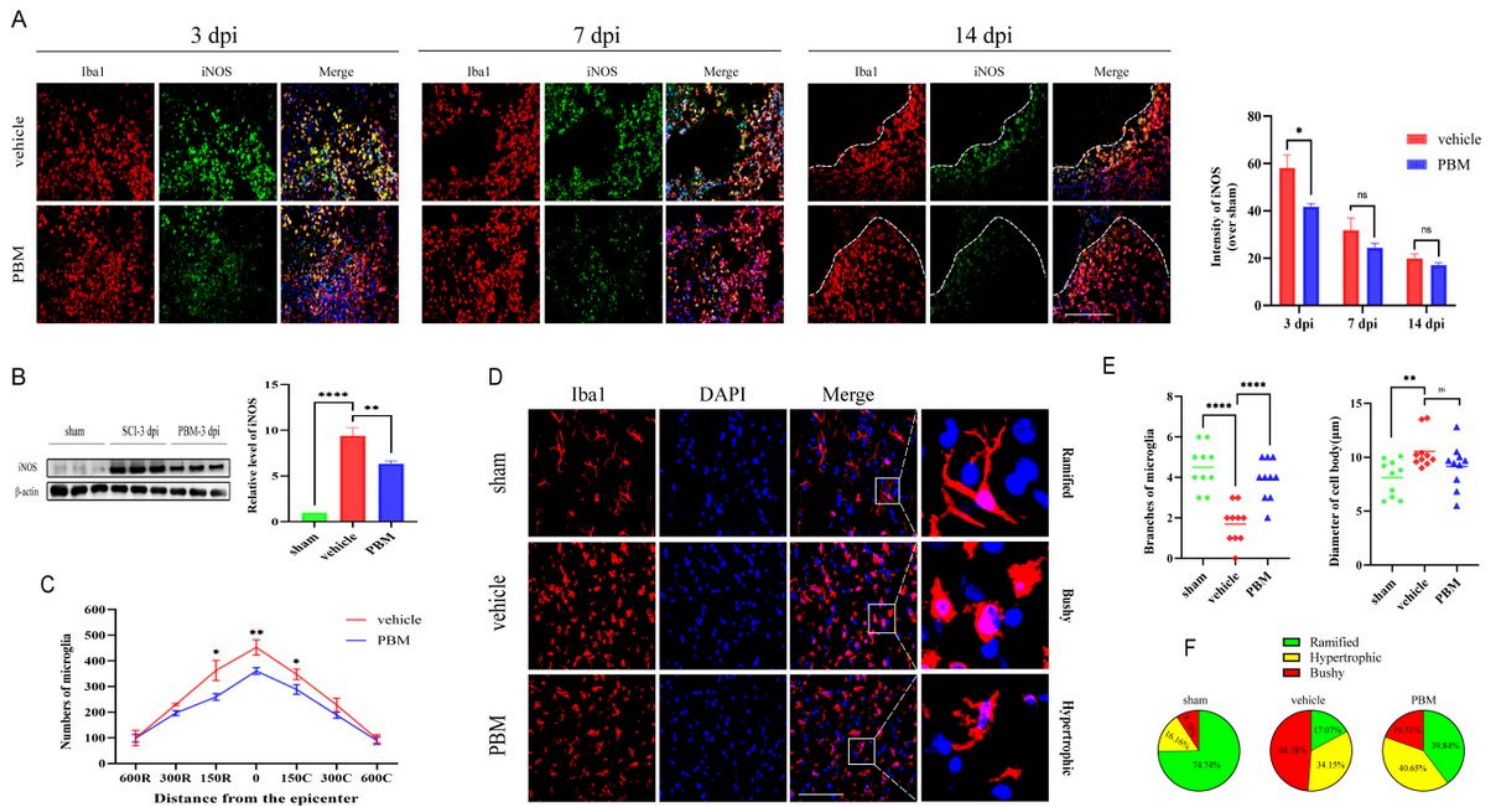 A
3 dpi 7 dpi 14 dpi
Iba1 iNOS Merge Iba1 iNOS Merge Iba1 iNOS Merge
vehicle
PBM
80
60
40
20
0
Intensity of iNOS
(over sham)
* ns ns
vehicle
PBM
3 dpi 7 dpi 14 dpi
B
sham SCI-3 dpi PBM-3 dpi
iNOS
β-actin
15
10
5
0
Relative level of iNOS
**** **
sham vehicle PBM
C
600
500
400
300
200
100
0
Numbers of microglia
vehicle
PBM
* ** *
600R 300R 150R 0 150C 300C 600C
Distance from the epicenter
D
Iba1 DAPI Merge
sham
vehicle
PBM
Ramified
Bushy
Hypertrophic
E
8
6
4
2
0
Branches of microglia
**** ****
sham vehicle PBM
15
10
5
0
Diameter of cell body(μm)
** ns
sham vehicle PBM
F
Ramified
Hypertrophic
Bushy
sham vehicle PBM
16.16%
74.74%
17.07%
34.15%
48.78%
39.84%
40.65%
19.51%